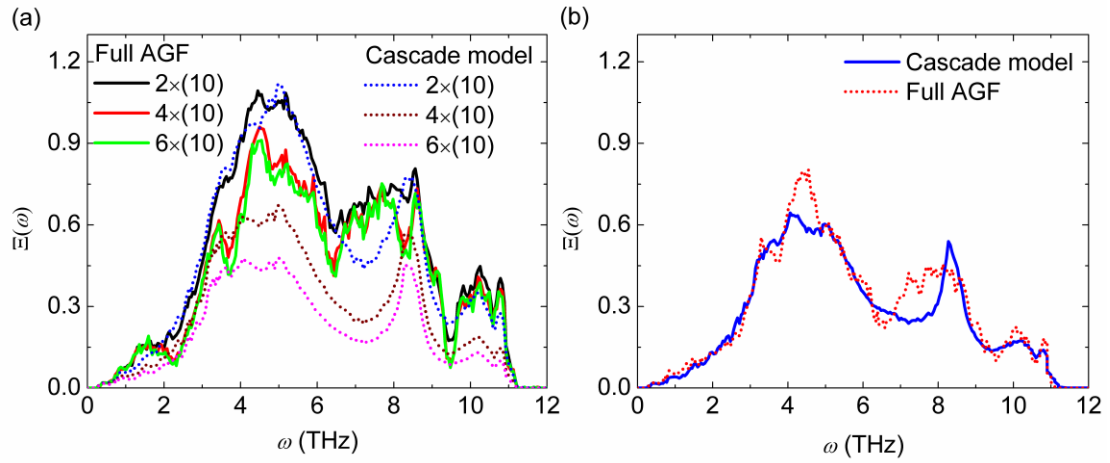 (a)
Full AGF
2×(10)
4×(10)
6×(10)
Cascade model
2×(10)
4×(10)
6×(10)
Ξ(ω)
1.2
0.9
0.6
0.3
0.0
0 2 4 6 8 10 12
ω (THz)
(b)
Cascade model
Full AGF
Ξ(ω)
1.2
0.9
0.6
0.3
0.0
0 2 4 6 8 10 12
ω (THz)